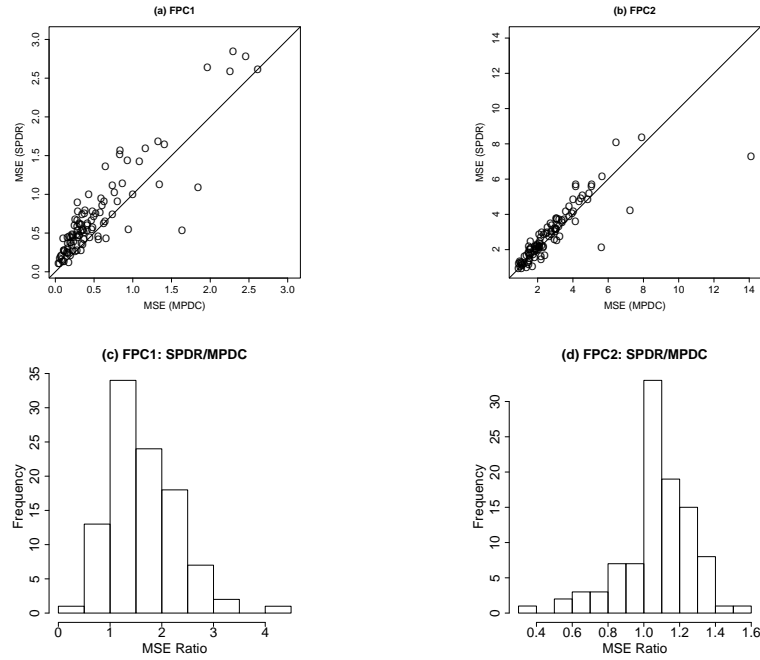 (a) FPC1
MSE (SPDR)
0.0 0.5 1.0 1.5 2.0 2.5 3.0
0.0 0.5 1.0 1.5 2.0 2.5 3.0
MSE (MPDC)
(b) FPC2
MSE (SPDR)
2 4 6 8 10 12 14
2 4 6 8 10 12 14
MSE (MPDC)
(c) FPC1: SPDR/MPDC
Frequency
0 5 10 15 20 25 30 35
0 1 2 3 4
MSE Ratio
(d) FPC2: SPDR/MPDC
Frequency
0 5 10 15 20 25 30
0.4 0.6 0.8 1.0 1.2 1.4 1.6
MSE Ratio